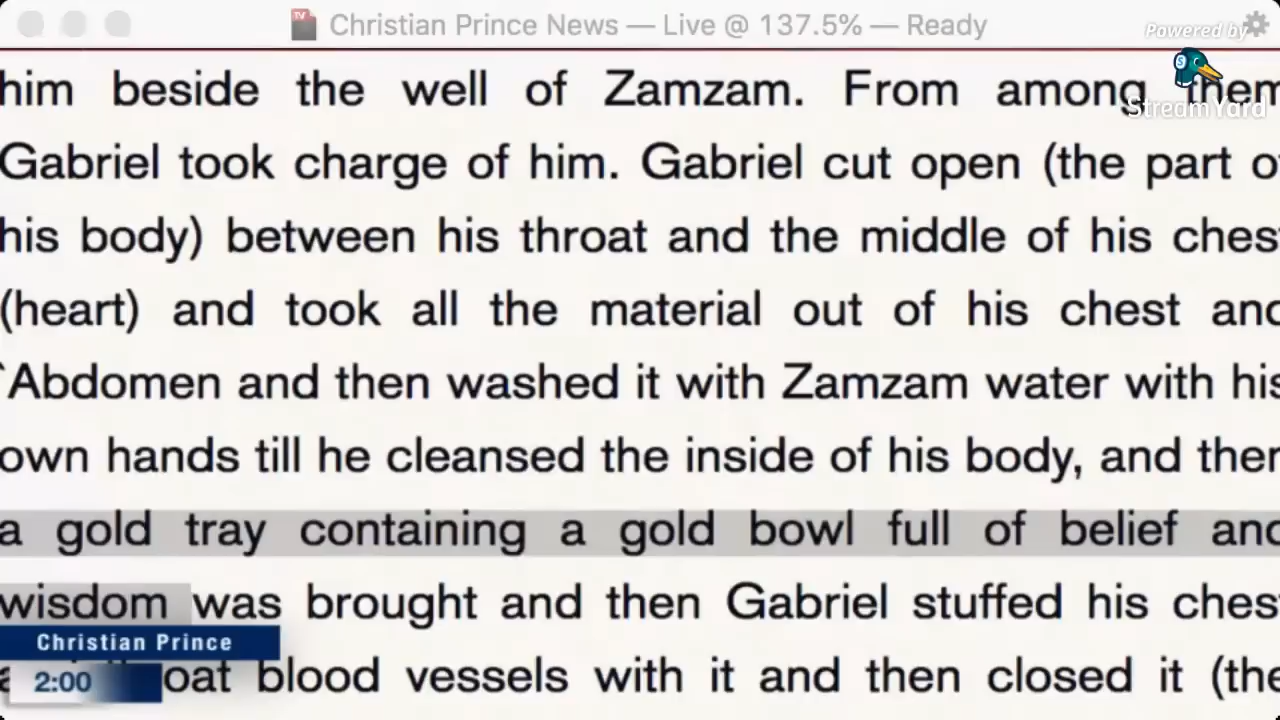 Christian Prince News — Live @ 137.5% — Ready
Powered by
StreamYard
him beside the well of Zamzam. From among them
Gabriel took charge of him. Gabriel cut open (the part o
his body) between his throat and the middle of his ches
(heart) and took all the material out of his chest and
`Abdomen and then washed it with Zamzam water with his
own hands till he cleansed the inside of his body, and then
a gold tray containing a gold bowl full of belief and
wisdom was brought and then Gabriel stuffed his chest
blood vessels with it and then closed it (the
Christian Prince
2:00